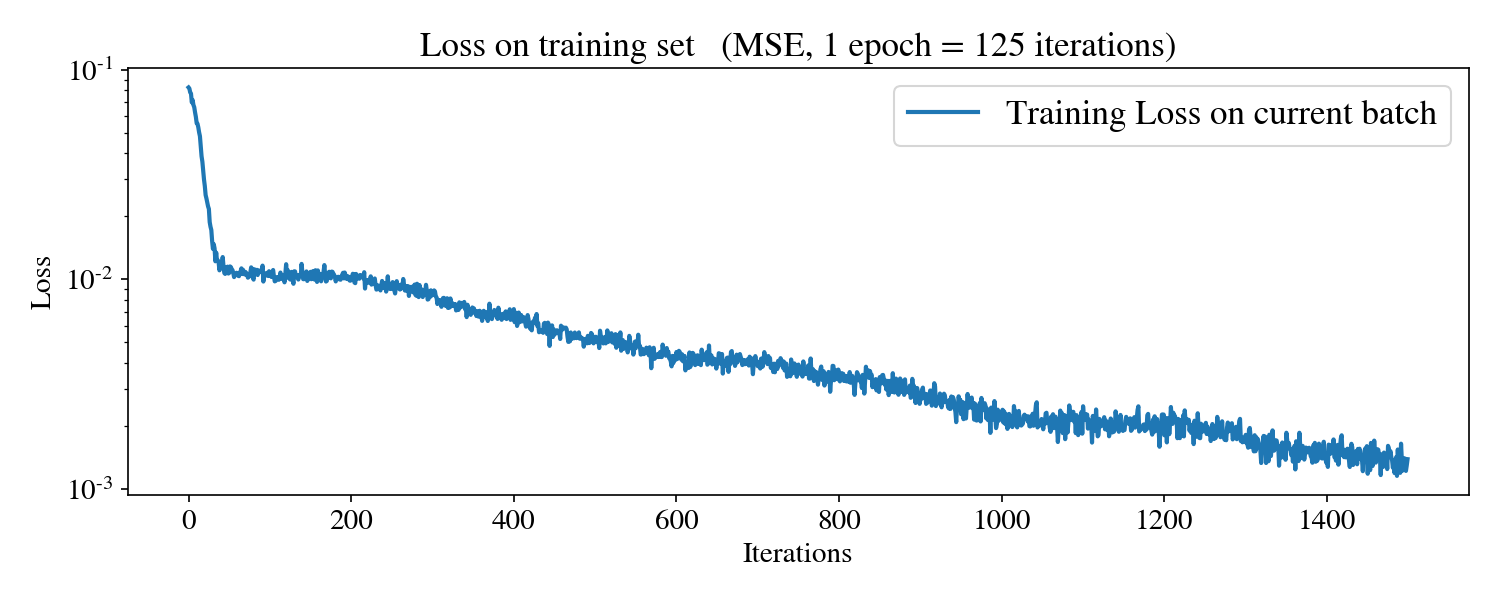 Loss on training set (MSE, 1 epoch = 125 iterations)
Training Loss on current batch
Loss
10⁻¹
10⁻²
10⁻³
0 200 400 600 800 1000 1200 1400
Iterations